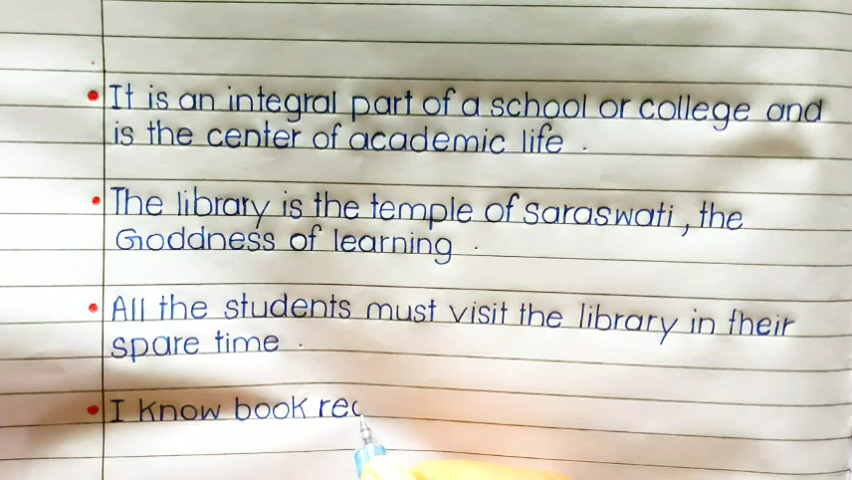 • It is an integral part of a school or college and
is the center of academic life .
• The library is the temple of saraswati, the
Goddness of learning .
• All the students must visit the library in their
spare time .
• I know book rec